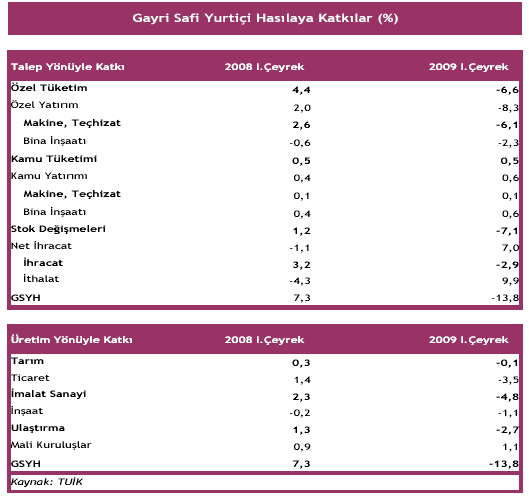 Gayri Safi Yurtiçi Hasılaya Katkılar (%)
Talep Yönüyle Katkı 2008 I.Çeyrek 2009 I.Çeyrek
Özel Tüketim 4,4 -6,6
Özel Yatırım 2,0 -8,3
Makine, Teçhizat 2,6 -6,1
Bina İnşaatı -0,6 -2,3
Kamu Tüketimi 0,5 0,5
Kamu Yatırımı 0,4 0,6
Makine, Teçhizat 0,1 0,1
Bina İnşaatı 0,4 0,6
Stok Değişmeleri 1,2 -7,1
Net İhracat -1,1 7,0
İhracat 3,2 -2,9
İthalat -4,3 9,9
GSYH 7,3 -13,8
Üretim Yönüyle Katkı 2008 I.Çeyrek 2009 I.Çeyrek
Tarım 0,3 -0,1
Ticaret 1,4 -3,5
İmalat Sanayi 2,3 -4,8
İnşaat -0,2 -1,1
Ulaştırma 1,3 -2,7
Mali Kuruluşlar 0,9 1,1
GSYH 7,3 -13,8
Kaynak: TUİK